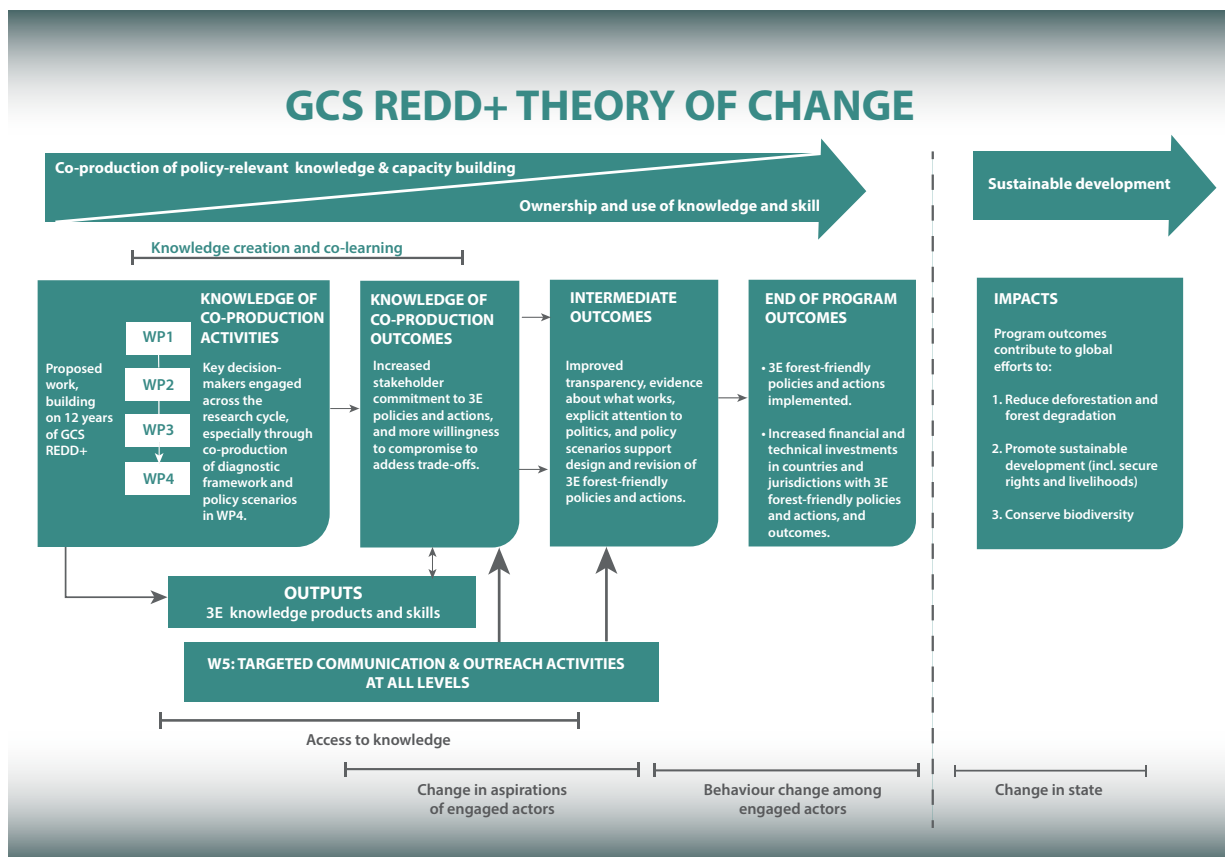 GCS REDD+ THEORY OF CHANGE
Co-production of policy-relevant knowledge & capacity building
Ownership and use of knowledge and skill
Sustainable development
Knowledge creation and co-learning
Proposed
work,
building
on 12 years
of GCS
REDD+
WP1
WP2
WP3
WP4
KNOWLEDGE OF
CO-PRODUCTION
ACTIVITIES
Key decision-
makers engaged
across the
research cycle,
especially through
co-production
of diagnostic
framework and
policy scenarios
in WP4.
KNOWLEDGE OF
CO-PRODUCTION
OUTCOMES
Increased
stakeholder
commitment to 3E
policies and actions,
and more willingness
to compromise to
addess trade-offs.
INTERMEDIATE
OUTCOMES
Improved
transparency, evidence
about what works,
explicit attention to
politics, and policy
scenarios support
design and revision of
3E forest-friendly
policies and actions.
END OF PROGRAM
OUTCOMES
• 3E forest-friendly
policies and actions
implemented.
• Increased financial and
technical investments
in countries and
jurisdictions with 3E
forest-friendly policies
and actions, and
outcomes.
IMPACTS
Program outcomes
contribute to global
efforts to:
1. Reduce deforestation and
forest degradation
2. Promote sustainable
development (incl. secure
rights and livelihoods)
3. Conserve biodiversity
OUTPUTS
3E knowledge products and skills
W5: TARGETED COMMUNICATION & OUTREACH ACTIVITIES
AT ALL LEVELS
Access to knowledge
Change in aspirations
of engaged actors
Behaviour change among
engaged actors
Change in state